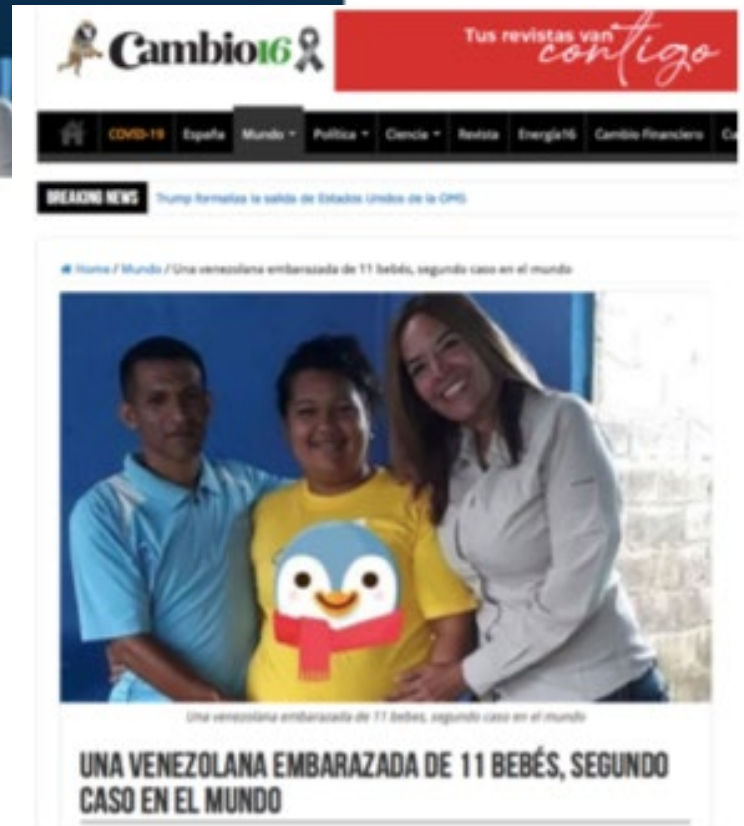 Cambio16
Tus revistas van
contigo
COVID-19 España Mundo Política Ciencia Revista Energía16 Cambio Financiero
BREAKING NEWS Trump formaliza la salida de Estados Unidos de la OMS
Home / Mundo / Una venezolana embarazada de 11 bebés, segundo caso en el mundo
Una venezolana embarazada de 11 bebes, segundo caso en el mundo
UNA VENEZOLANA EMBARAZADA DE 11 BEBÉS, SEGUNDO
CASO EN EL MUNDO